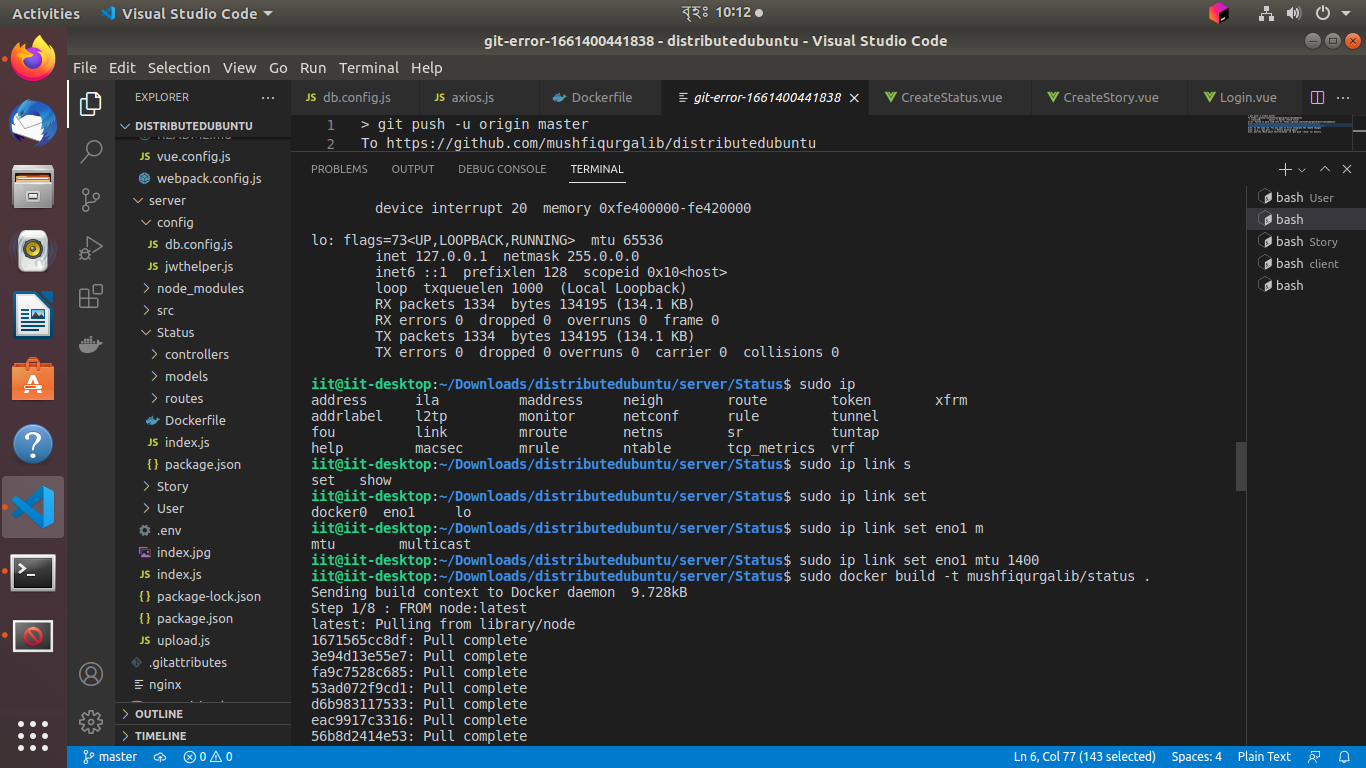 Activities
Visual Studio Code
বৃহঃ 10:12
git-error-1661400441838 - distributedubuntu - Visual Studio Code
File Edit Selection View Go Run Terminal Help
EXPLORER
DISTRIBUTEDUBUNTU
vue.config.js
webpack.config.js
server
config
db.config.js
jwthelper.js
node_modules
src
Status
controllers
models
routes
Dockerfile
index.js
package.json
Story
User
.env
index.jpg
index.js
package-lock.json
package.json
upload.js
.gitattributes
nginx
OUTLINE
TIMELINE
db.config.js axios.js Dockerfile git-error-1661400441838 CreateStatus.vue CreateStory.vue Login.vue
1 > git push -u origin master
2 To https://github.com/mushfiqurgalib/distributedubuntu
PROBLEMS OUTPUT DEBUG CONSOLE TERMINAL
device interrupt 20  memory 0xfe400000-fe420000
lo: flags=73<UP,LOOPBACK,RUNNING>  mtu 65536
inet 127.0.0.1  netmask 255.0.0.0
inet6 ::1  prefixlen 128  scopeid 0x10<host>
loop  txqueuelen 1000  (Local Loopback)
RX packets 1334  bytes 134195 (134.1 KB)
RX errors 0  dropped 0  overruns 0  frame 0
TX packets 1334  bytes 134195 (134.1 KB)
TX errors 0  dropped 0 overruns 0  carrier 0  collisions 0
iit@iit-desktop:~/Downloads/distributedubuntu/server/Status$ sudo ip
address ila maddress neigh route token xfrm
addrlabel l2tp monitor netconf rule tunnel
fou link mroute netns sr tuntap
help macsec mrule ntable tcp_metrics vrf
iit@iit-desktop:~/Downloads/distributedubuntu/server/Status$ sudo ip link s
set show
iit@iit-desktop:~/Downloads/distributedubuntu/server/Status$ sudo ip link set
docker0 eno1 lo
iit@iit-desktop:~/Downloads/distributedubuntu/server/Status$ sudo ip link set eno1 m
mtu multicast
iit@iit-desktop:~/Downloads/distributedubuntu/server/Status$ sudo ip link set eno1 mtu 1400
iit@iit-desktop:~/Downloads/distributedubuntu/server/Status$ sudo docker build -t mushfiqurgalib/status .
Sending build context to Docker daemon  9.728kB
Step 1/8 : FROM node:latest
latest: Pulling from library/node
1671565cc8df: Pull complete
3e94d13e55e7: Pull complete
fa9c7528c685: Pull complete
53ad072f9cd1: Pull complete
d6b983117533: Pull complete
eac9917c3316: Pull complete
56b8d2414e53: Pull complete
bash User
bash
bash Story
bash client
bash
master
0 0
Ln 6, Col 77 (143 selected) Spaces: 4 Plain Text